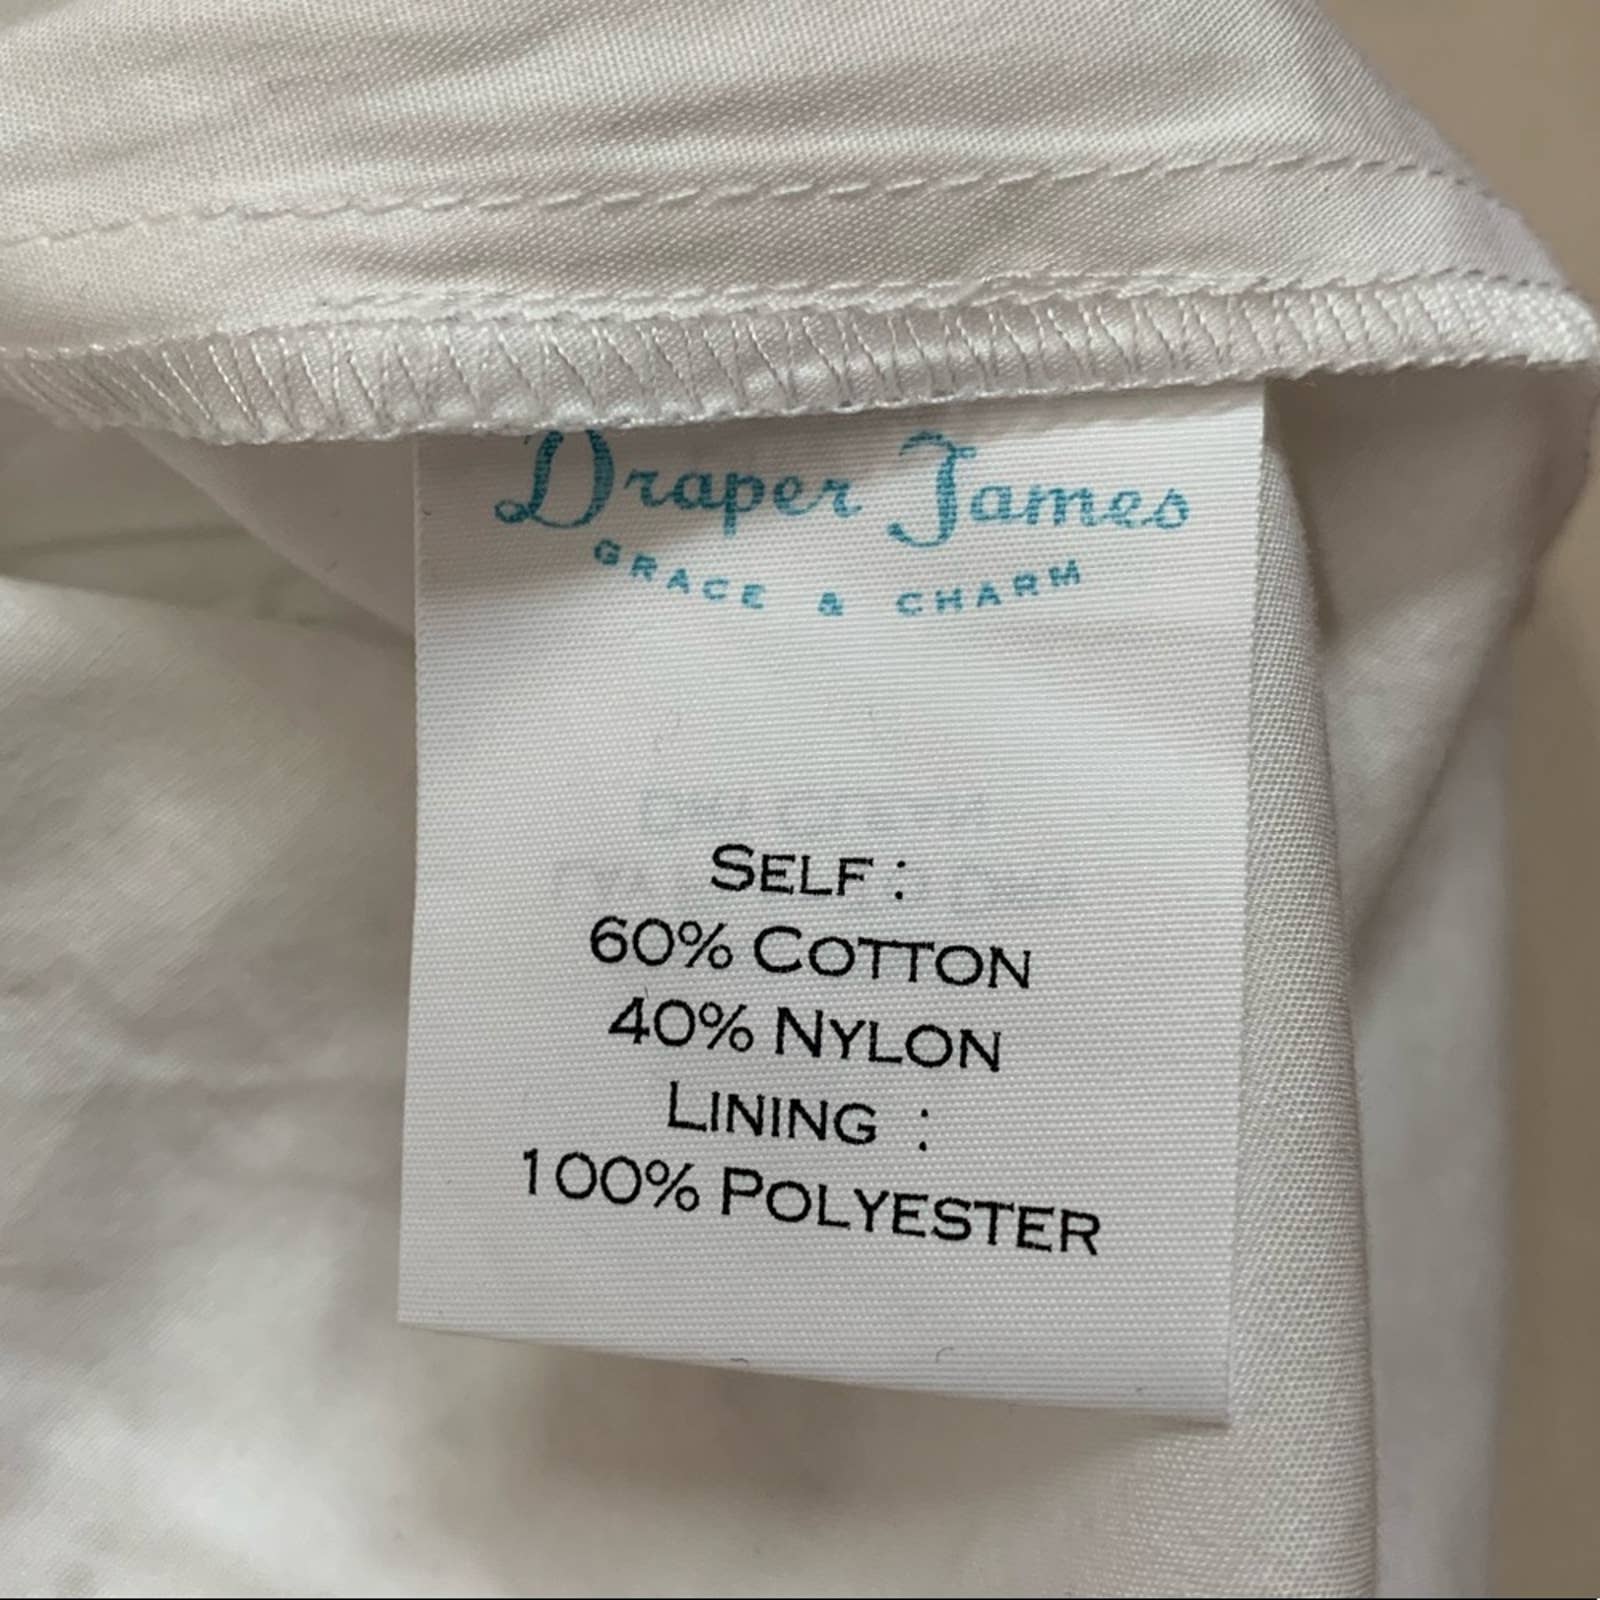 Draper James
GRACE & CHARM
SELF :
60% COTTON
40% NYLON
LINING :
100% POLYESTER